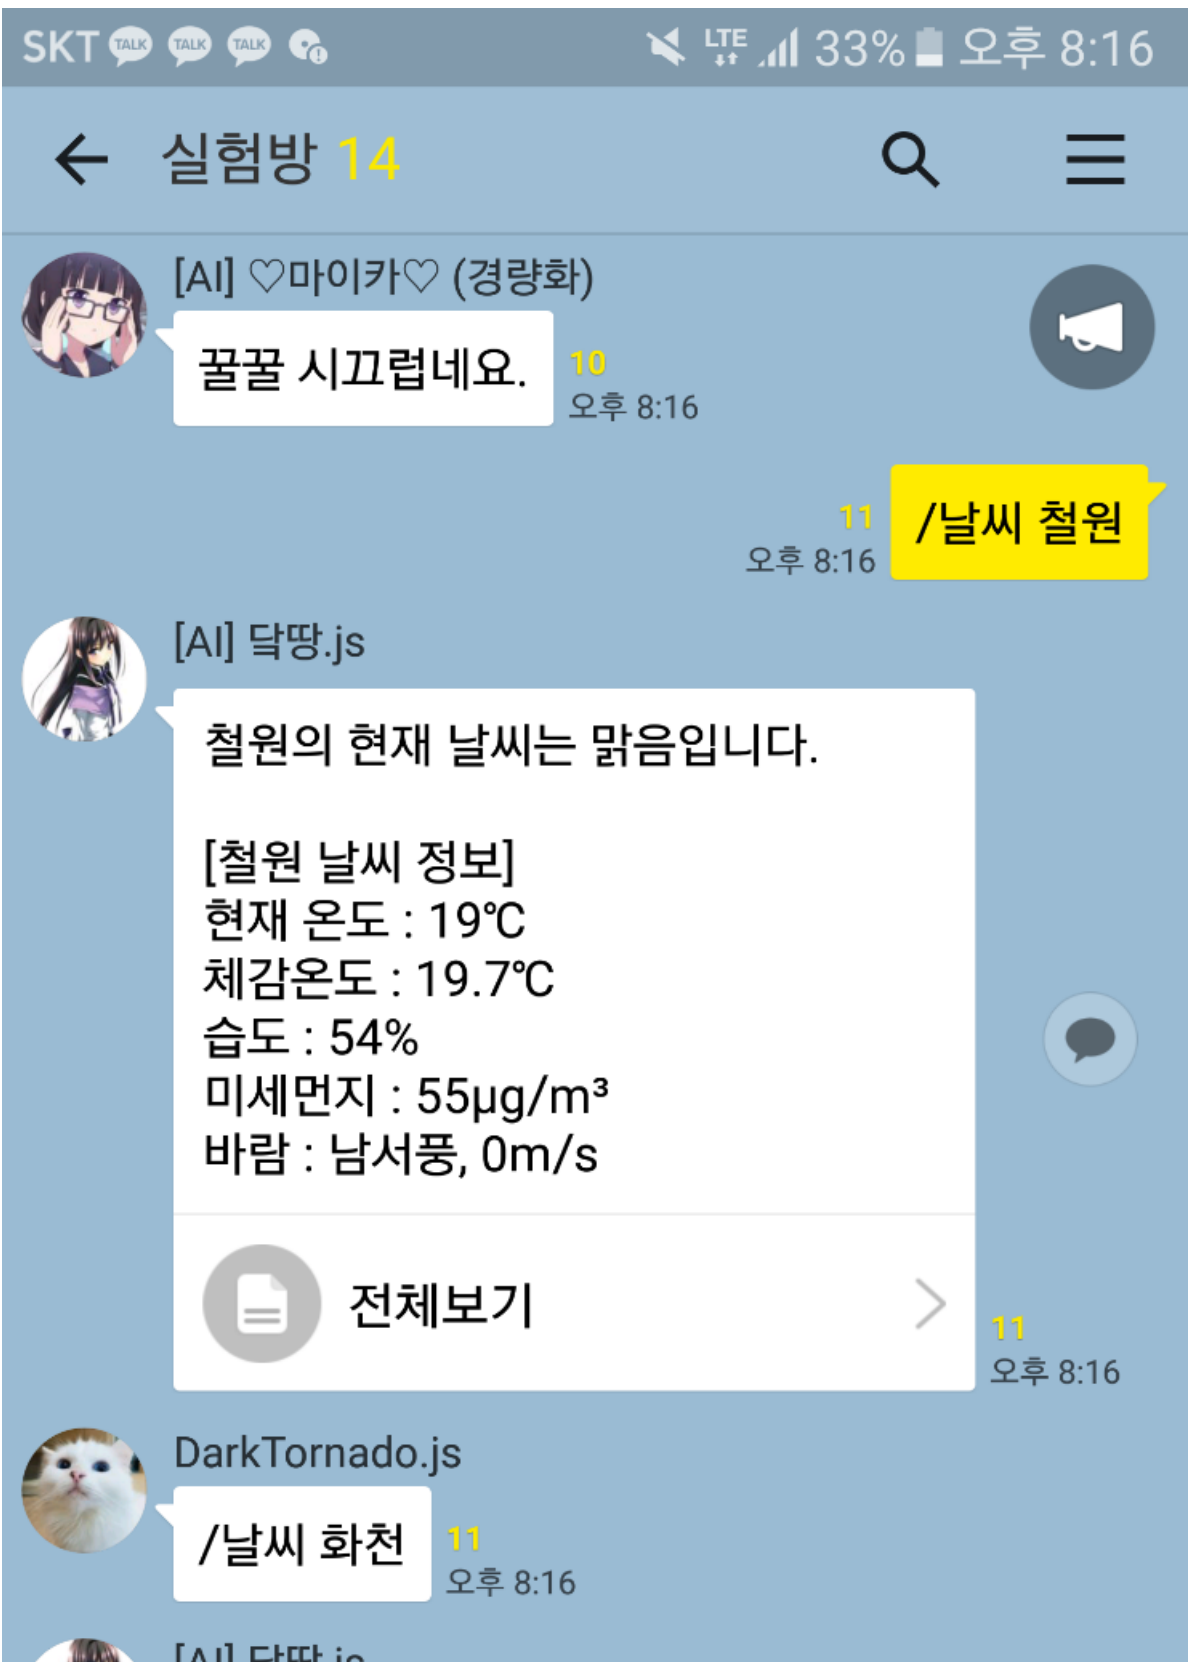 SKT TALK TALK TALK LTE 33% 오후 8:16
실험방 14
[AI] ♡마이카♡ (경량화)
꿀꿀 시끄럽네요.
10
오후 8:16
/날씨 철원
11
오후 8:16
[AI] 닼땅.js
철원의 현재 날씨는 맑음입니다.
[철원 날씨 정보]
현재 온도 : 19℃
체감온도 : 19.7℃
습도 : 54%
미세먼지 : 55μg/m³
바람 : 남서풍, 0m/s
전체보기
11
오후 8:16
DarkTornado.js
/날씨 화천
11
오후 8:16
[AI] 닼땅.js